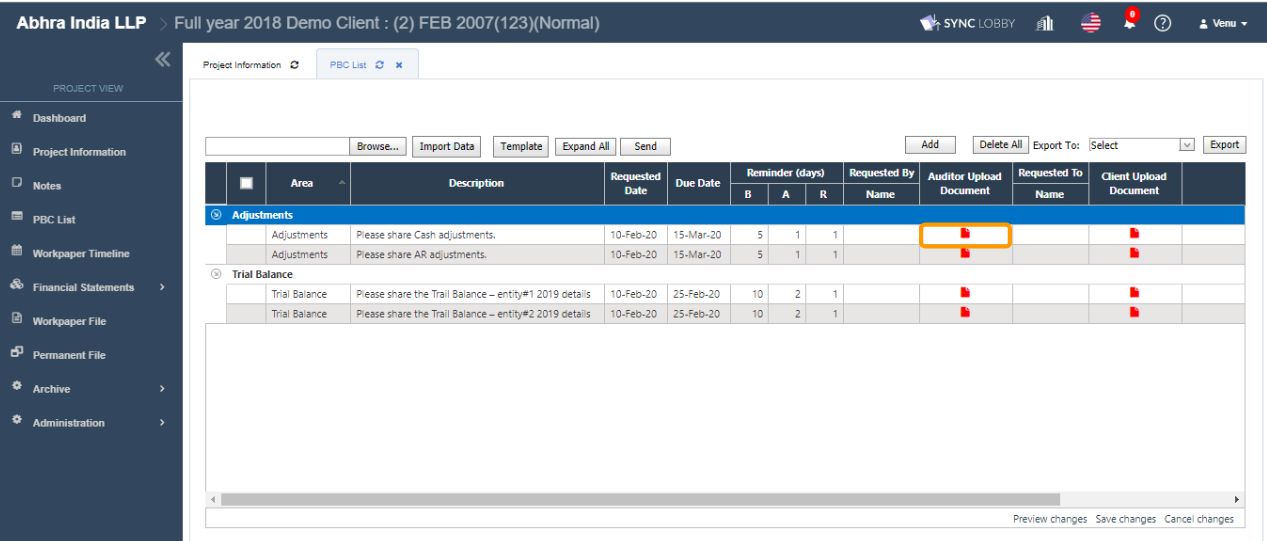 Abhra India LLP > Full year 2018 Demo Client : (2) FEB 2007(123)(Normal) SYNC LOBBY 0 ? Venu
Project Information PBC List x
PROJECT VIEW
Dashboard
Project Information
Notes
PBC List
Workpaper Timeline
Financial Statements >
Workpaper File
Permanent File
Archive >
Administration >
Browse... Import Data Template Expand All Send Add Delete All Export To: Select Export
Area Description Requested Date Due Date Reminder (days) Requested By Auditor Upload Document Requested To Client Upload Document
B A R Name Name
Adjustments
Adjustments Please share Cash adjustments. 10-Feb-20 15-Mar-20 5 1 1
Adjustments Please share AR adjustments. 10-Feb-20 15-Mar-20 5 1 1
Trial Balance
Trial Balance Please share the Trail Balance – entity#1 2019 details 10-Feb-20 25-Feb-20 10 2 1
Trial Balance Please share the Trail Balance – entity#2 2019 details 10-Feb-20 25-Feb-20 10 2 1
Preview changes Save changes Cancel changes